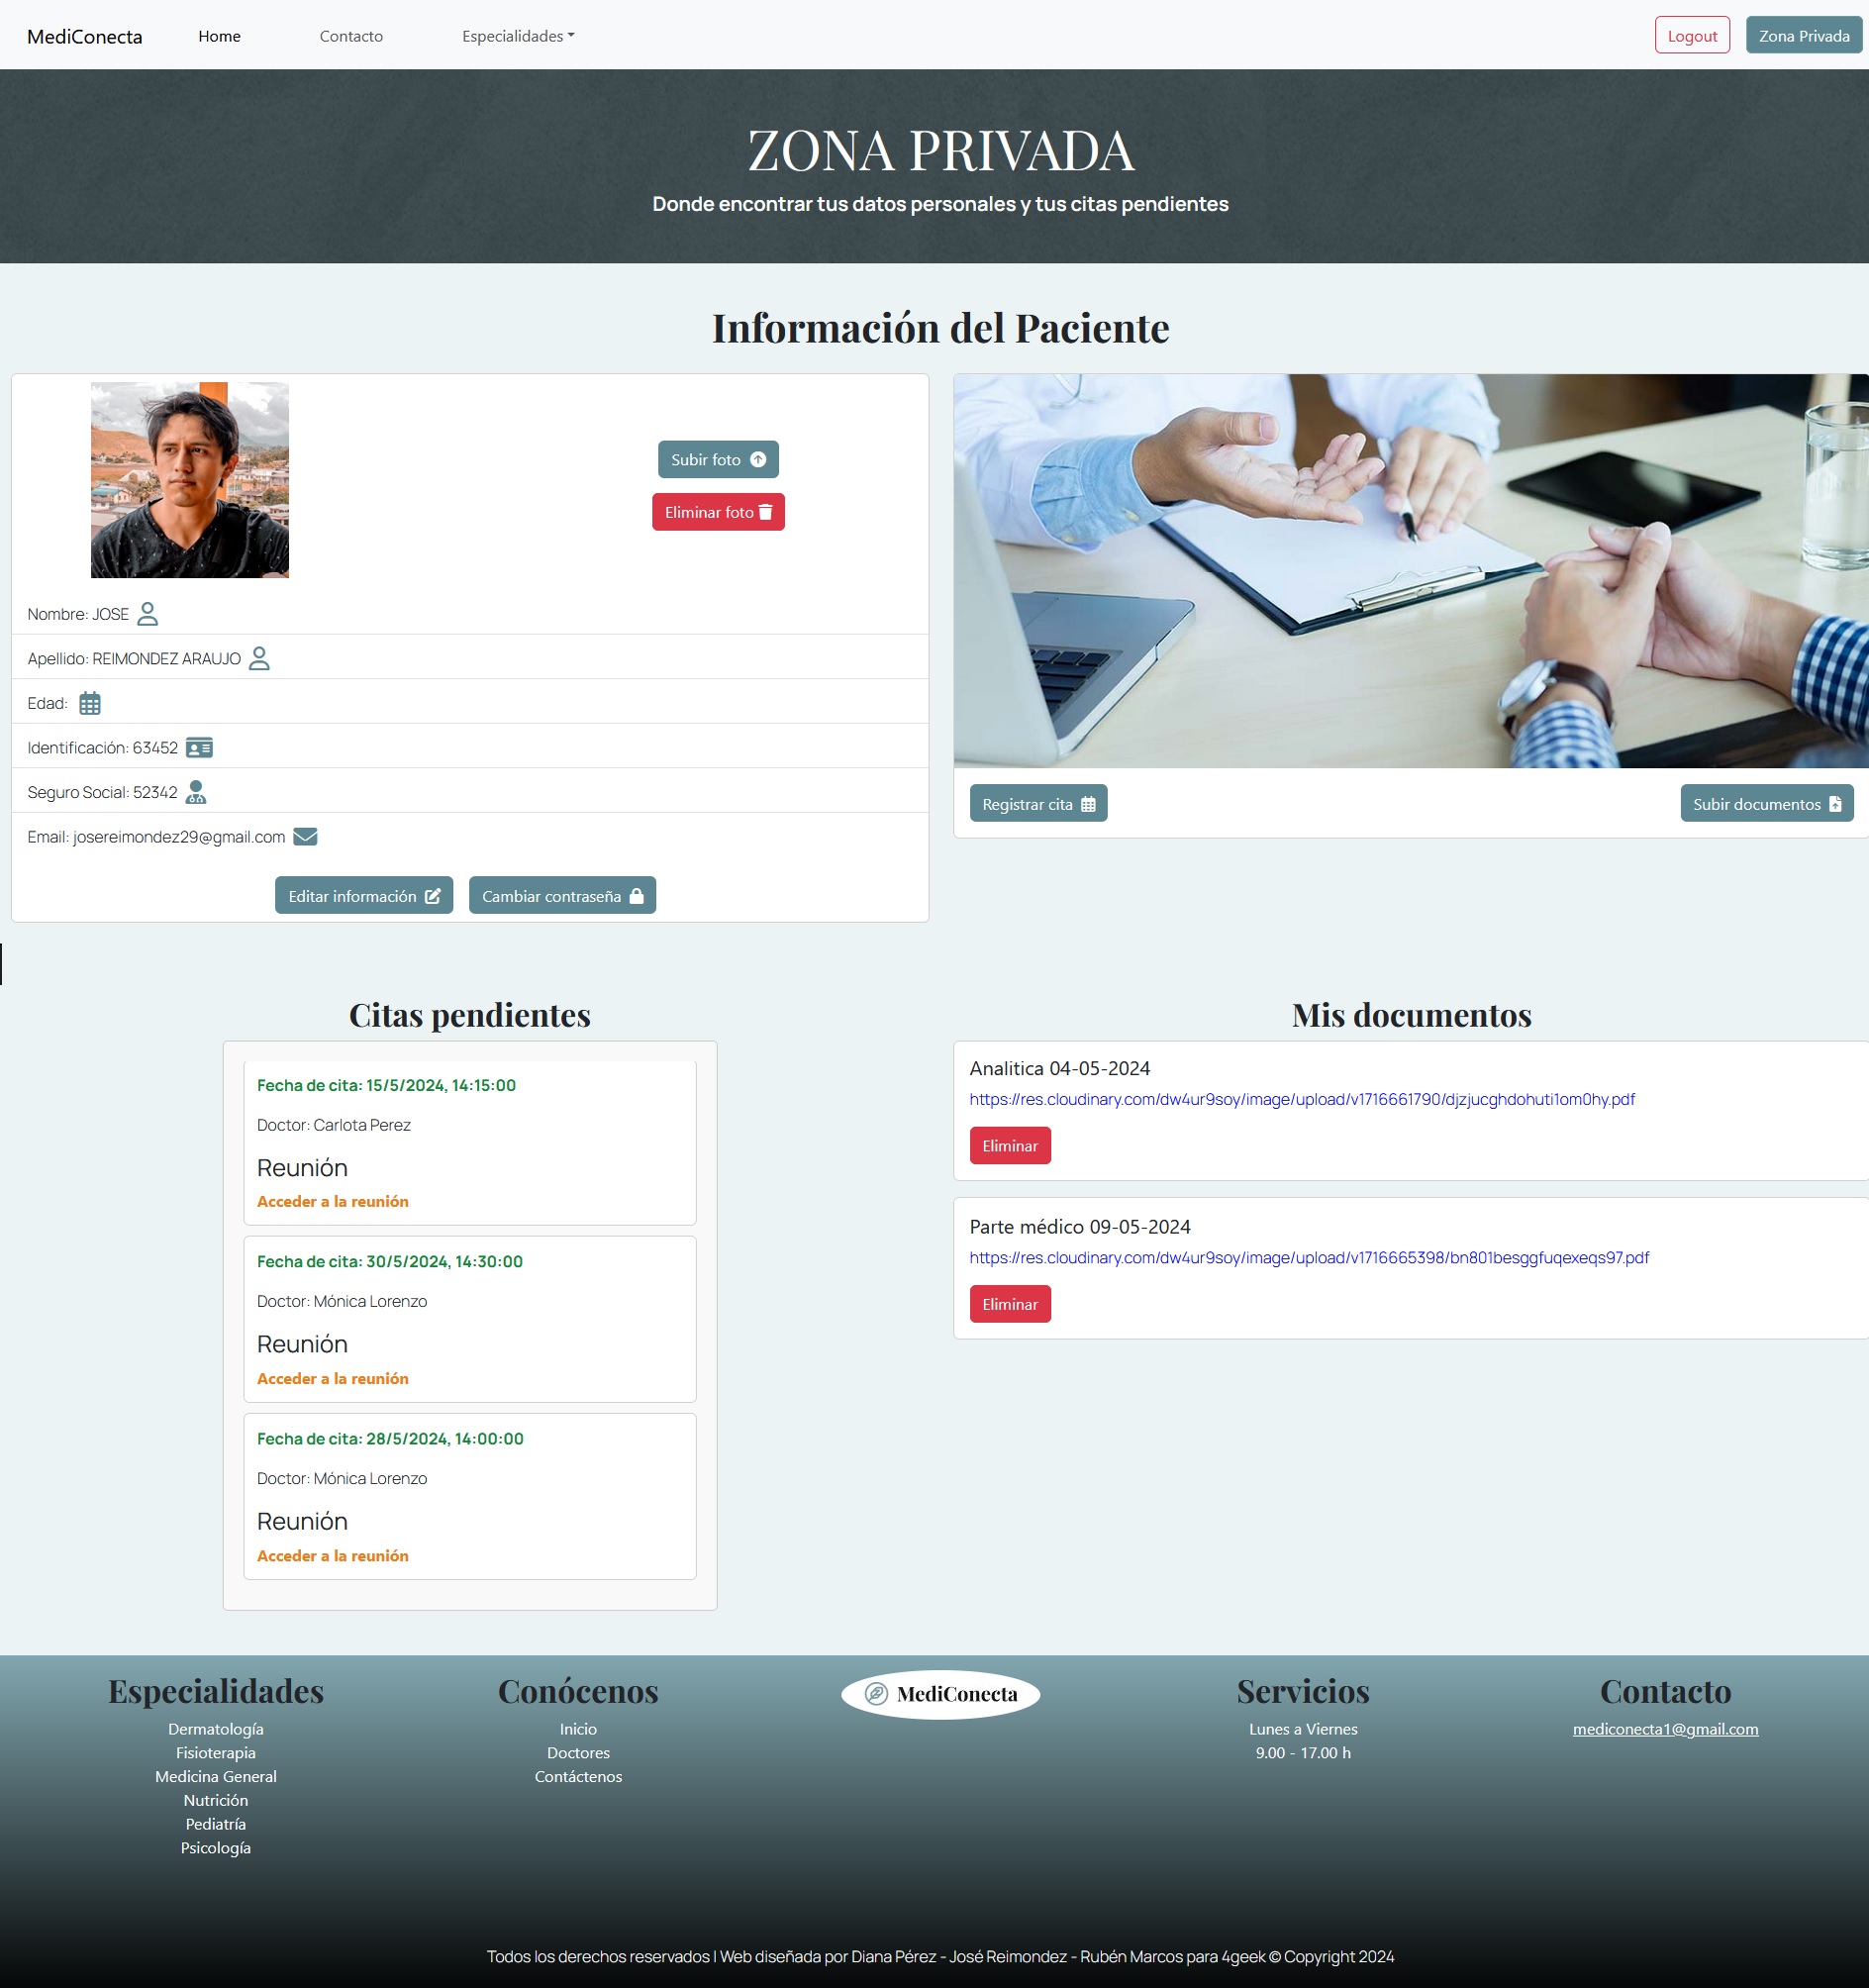 MediConecta Home Contacto Especialidades Logout Zona Privada
ZONA PRIVADA
Donde encontrar tus datos personales y tus citas pendientes
Información del Paciente
Subir foto
Eliminar foto
Nombre: JOSE
Apellido: REIMONDEZ ARAUJO
Edad:
Identificación: 63452
Seguro Social: 52342
Email: josereimondez29@gmail.com
Editar información Cambiar contraseña
Registrar cita Subir documentos
Citas pendientes
Fecha de cita: 15/5/2024, 14:15:00
Doctor: Carlota Perez
Reunión
Acceder a la reunión
Fecha de cita: 30/5/2024, 14:30:00
Doctor: Mónica Lorenzo
Reunión
Acceder a la reunión
Fecha de cita: 28/5/2024, 14:00:00
Doctor: Mónica Lorenzo
Reunión
Acceder a la reunión
Mis documentos
Analitica 04-05-2024
https://res.cloudinary.com/dw4ur9soy/image/upload/v1716661790/djzjucghdohuti1om0hy.pdf
Eliminar
Parte médico 09-05-2024
https://res.cloudinary.com/dw4ur9soy/image/upload/v1716665398/bn801besggfuqexeqs97.pdf
Eliminar
Especialidades
Dermatología
Fisioterapia
Medicina General
Nutrición
Pediatría
Psicología
Conócenos
Inicio
Doctores
Contáctenos
MediConecta
Servicios
Lunes a Viernes
9.00 - 17.00 h
Contacto
mediconecta1@gmail.com
Todos los derechos reservados | Web diseñada por Diana Pérez - José Reimondez - Rubén Marcos para 4geek © Copyright 2024